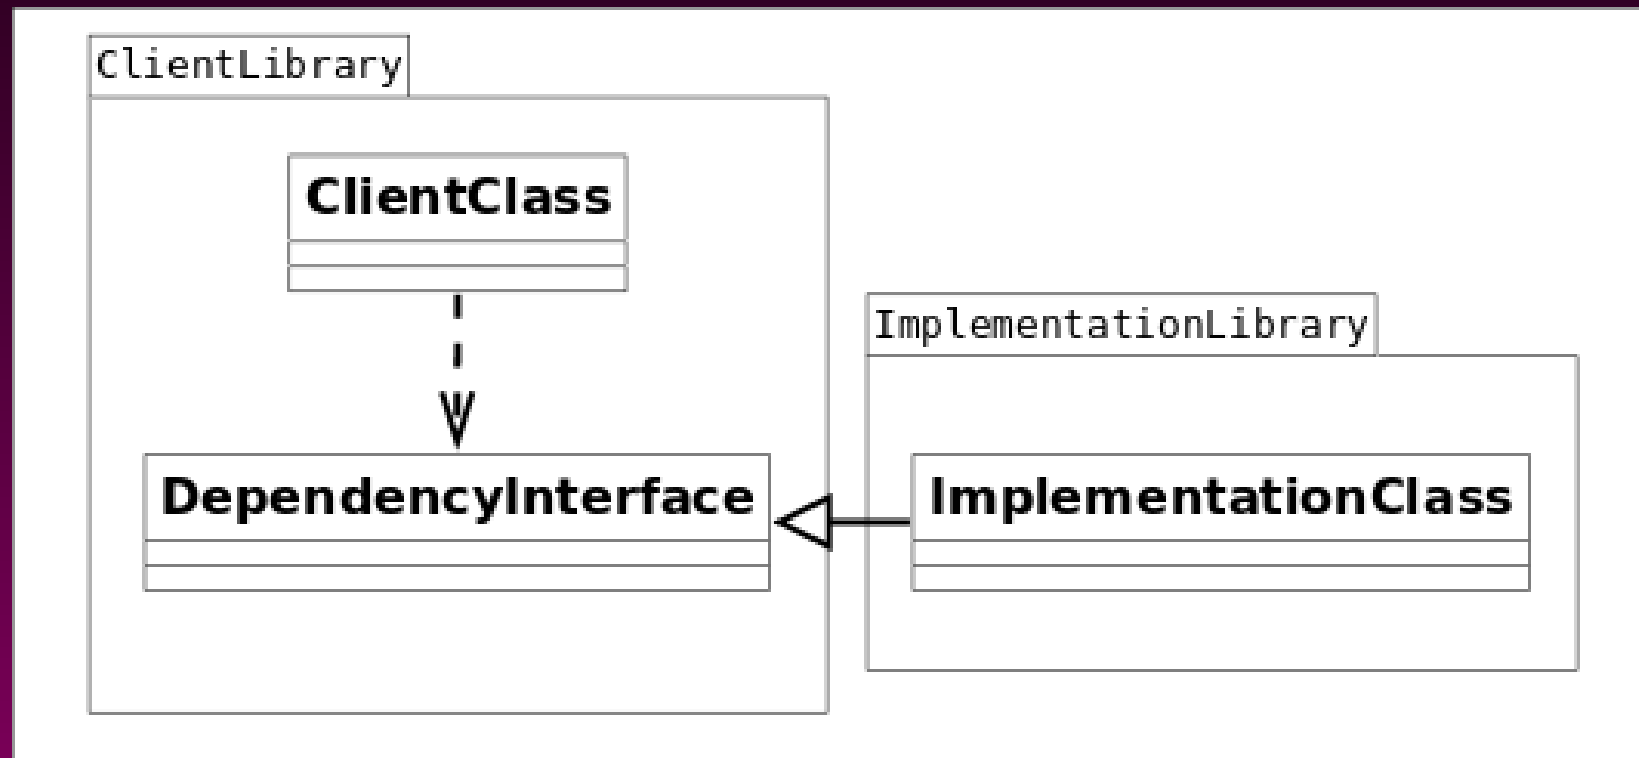 ClientLibrary
ClientClass
ImplementationLibrary
DependencyInterface
ImplementationClass